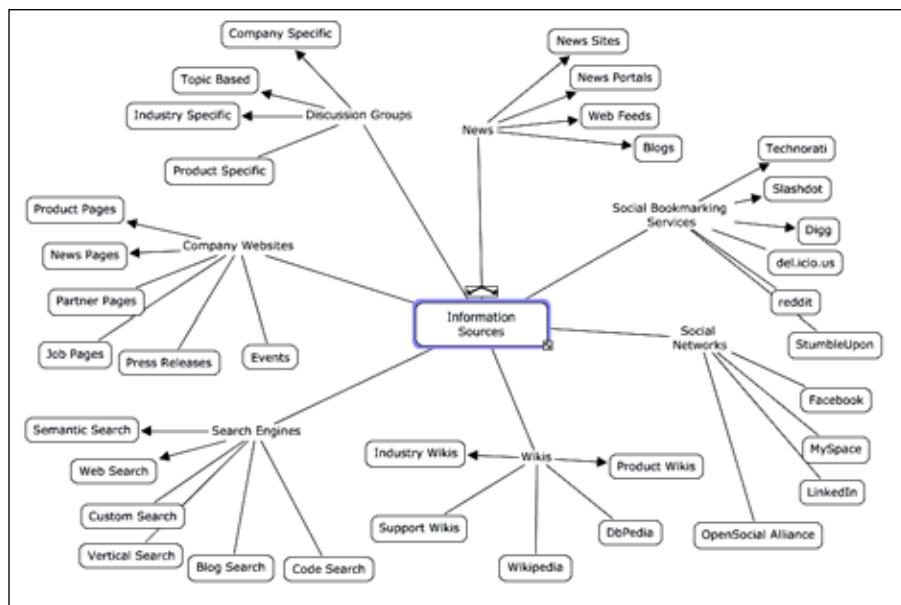 Company Specific
Topic Based
Industry Specific
Discussion Groups
Product Specific
News Sites
News Portals
News
Web Feeds
Blogs
Technorati
Slashdot
Social Bookmarking
Services
Digg
del.icio.us
reddit
StumbleUpon
Product Pages
Company Websites
News Pages
Partner Pages
Job Pages
Press Releases
Events
Information
Sources
Social
Networks
Facebook
MySpace
LinkedIn
OpenSocial Alliance
Semantic Search
Search Engines
Web Search
Custom Search
Vertical Search
Blog Search
Code Search
Industry Wikis
Wikis
Product Wikis
Support Wikis
DbPedia
Wikipedia